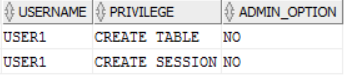 USERNAME PRIVILEGE ADMIN_OPTION
USER1 CREATE TABLE NO
USER1 CREATE SESSION NO